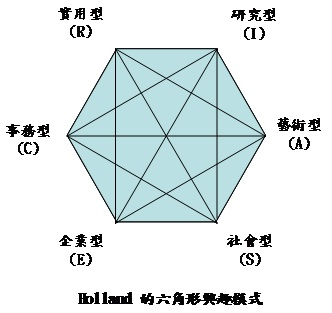 實用型
(R)
研究型
(I)
事務型
(C)
藝術型
(A)
企業型
(E)
社會型
(S)
Holland 的六角形興趣模式